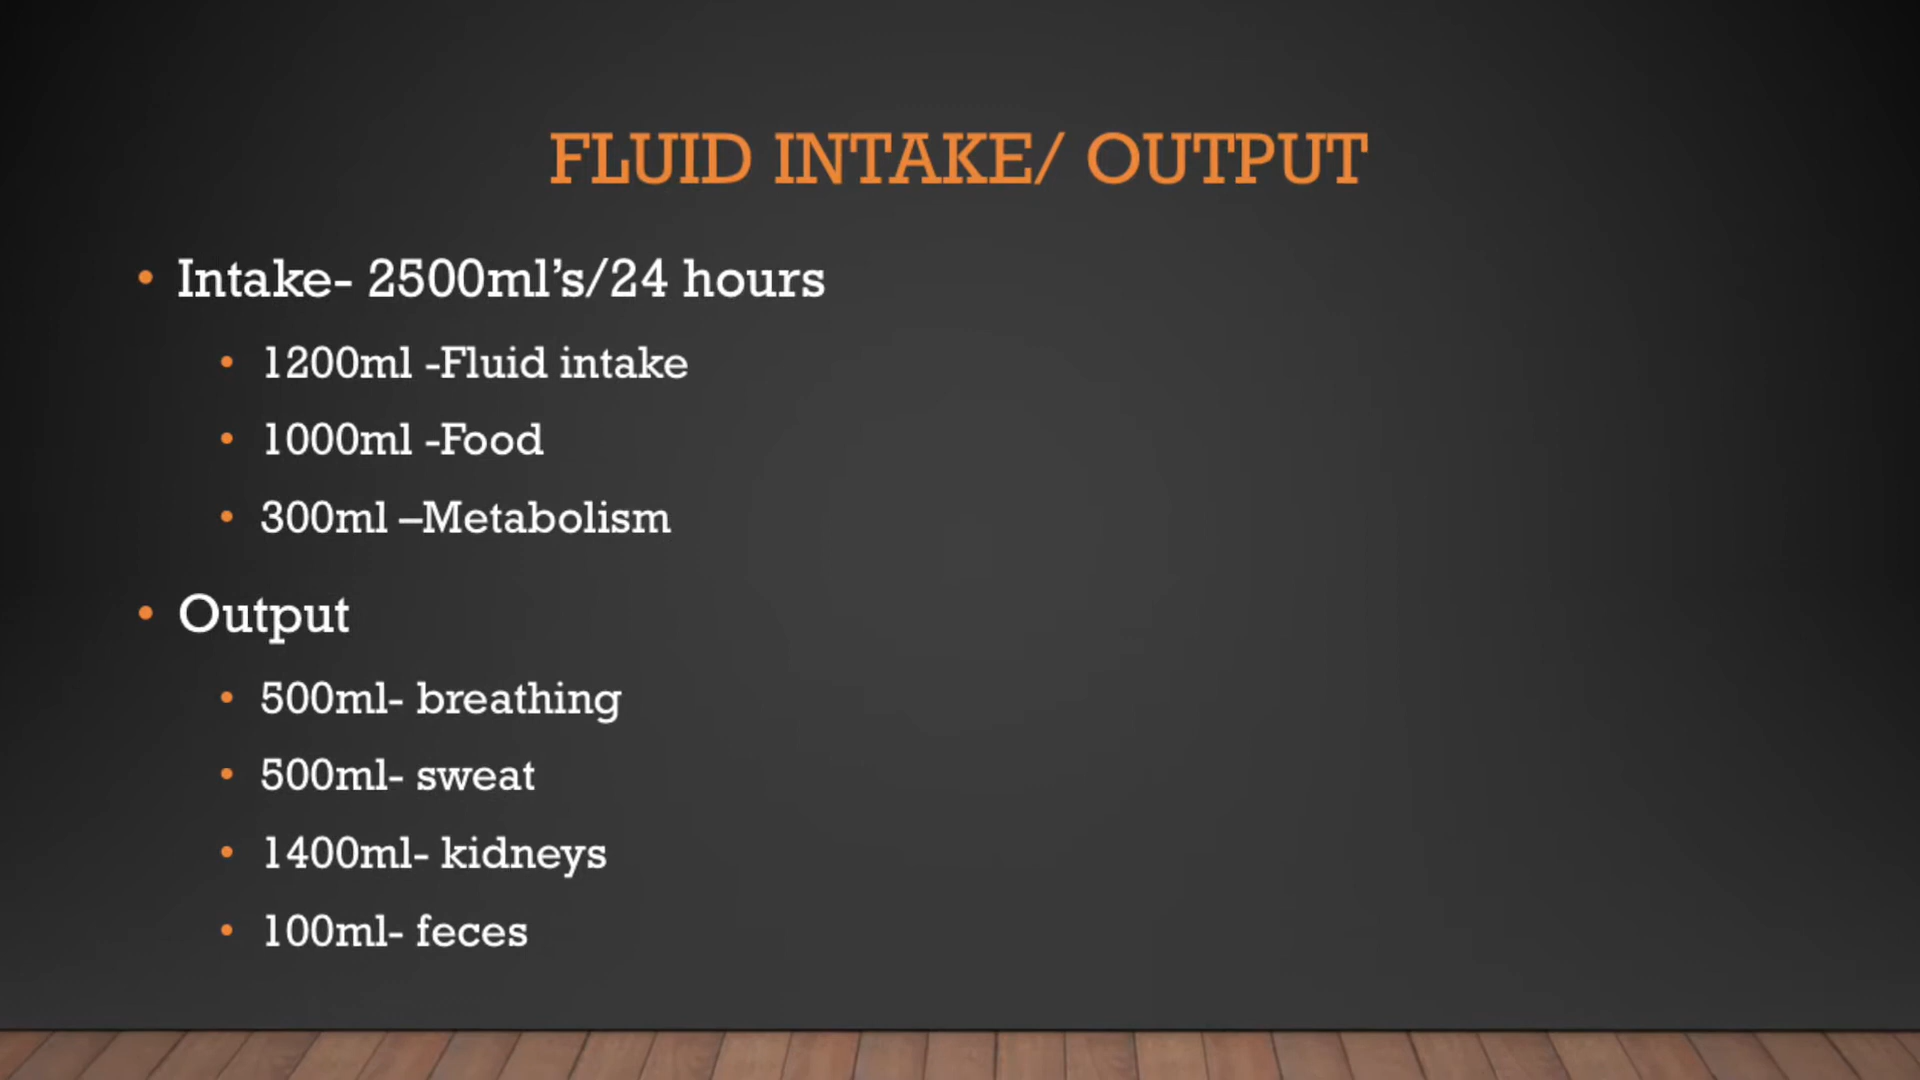 FLUID INTAKE/ OUTPUT
• Intake- 2500ml’s/24 hours
• 1200ml -Fluid intake
• 1000ml -Food
• 300ml –Metabolism
• Output
• 500ml- breathing
• 500ml- sweat
• 1400ml- kidneys
• 100ml- feces